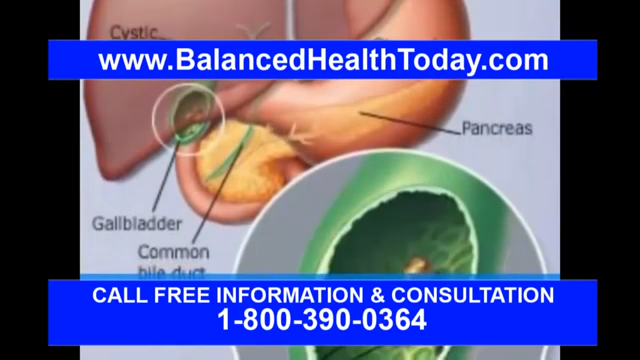 Cystic
www.BalancedHealthToday.com
Pancreas
Gallbladder
Common
bile duct
CALL FREE INFORMATION & CONSULTATION
1-800-390-0364